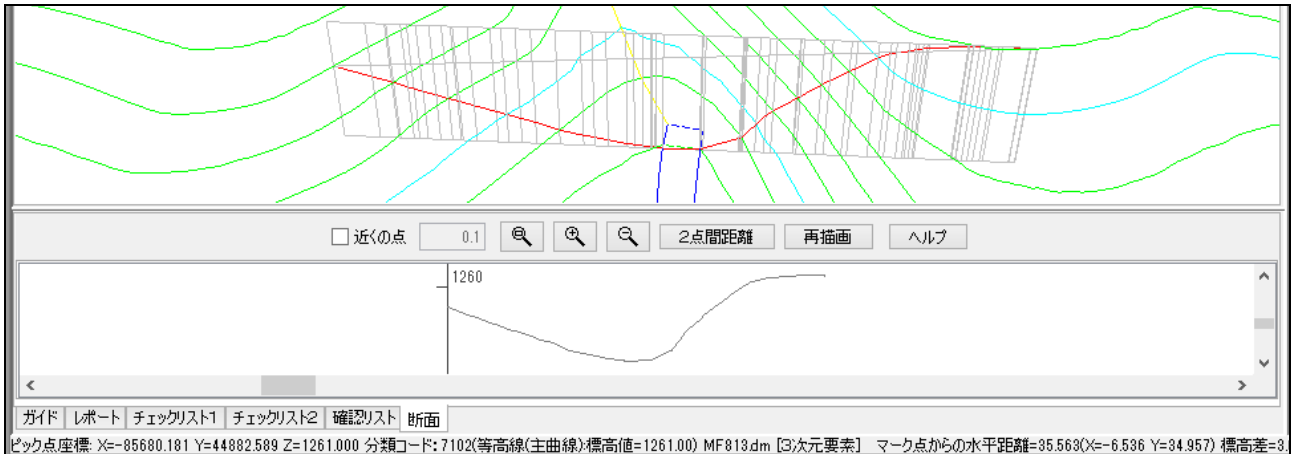 近くの点 0.1 2点間距離 再描画 ヘルプ
1260
ガイド レポート チェックリスト1 チェックリスト2 確認リスト 断面
ピック点座標: X=-85680.181 Y=44882.589 Z=1261.000 分類コード: 7102(等高線(主曲線):標高値=1261.00) MF813.dm [3次元要素] マーク点からの水平距離=35.563(X=-6.536 Y=34.957) 標高差=3.